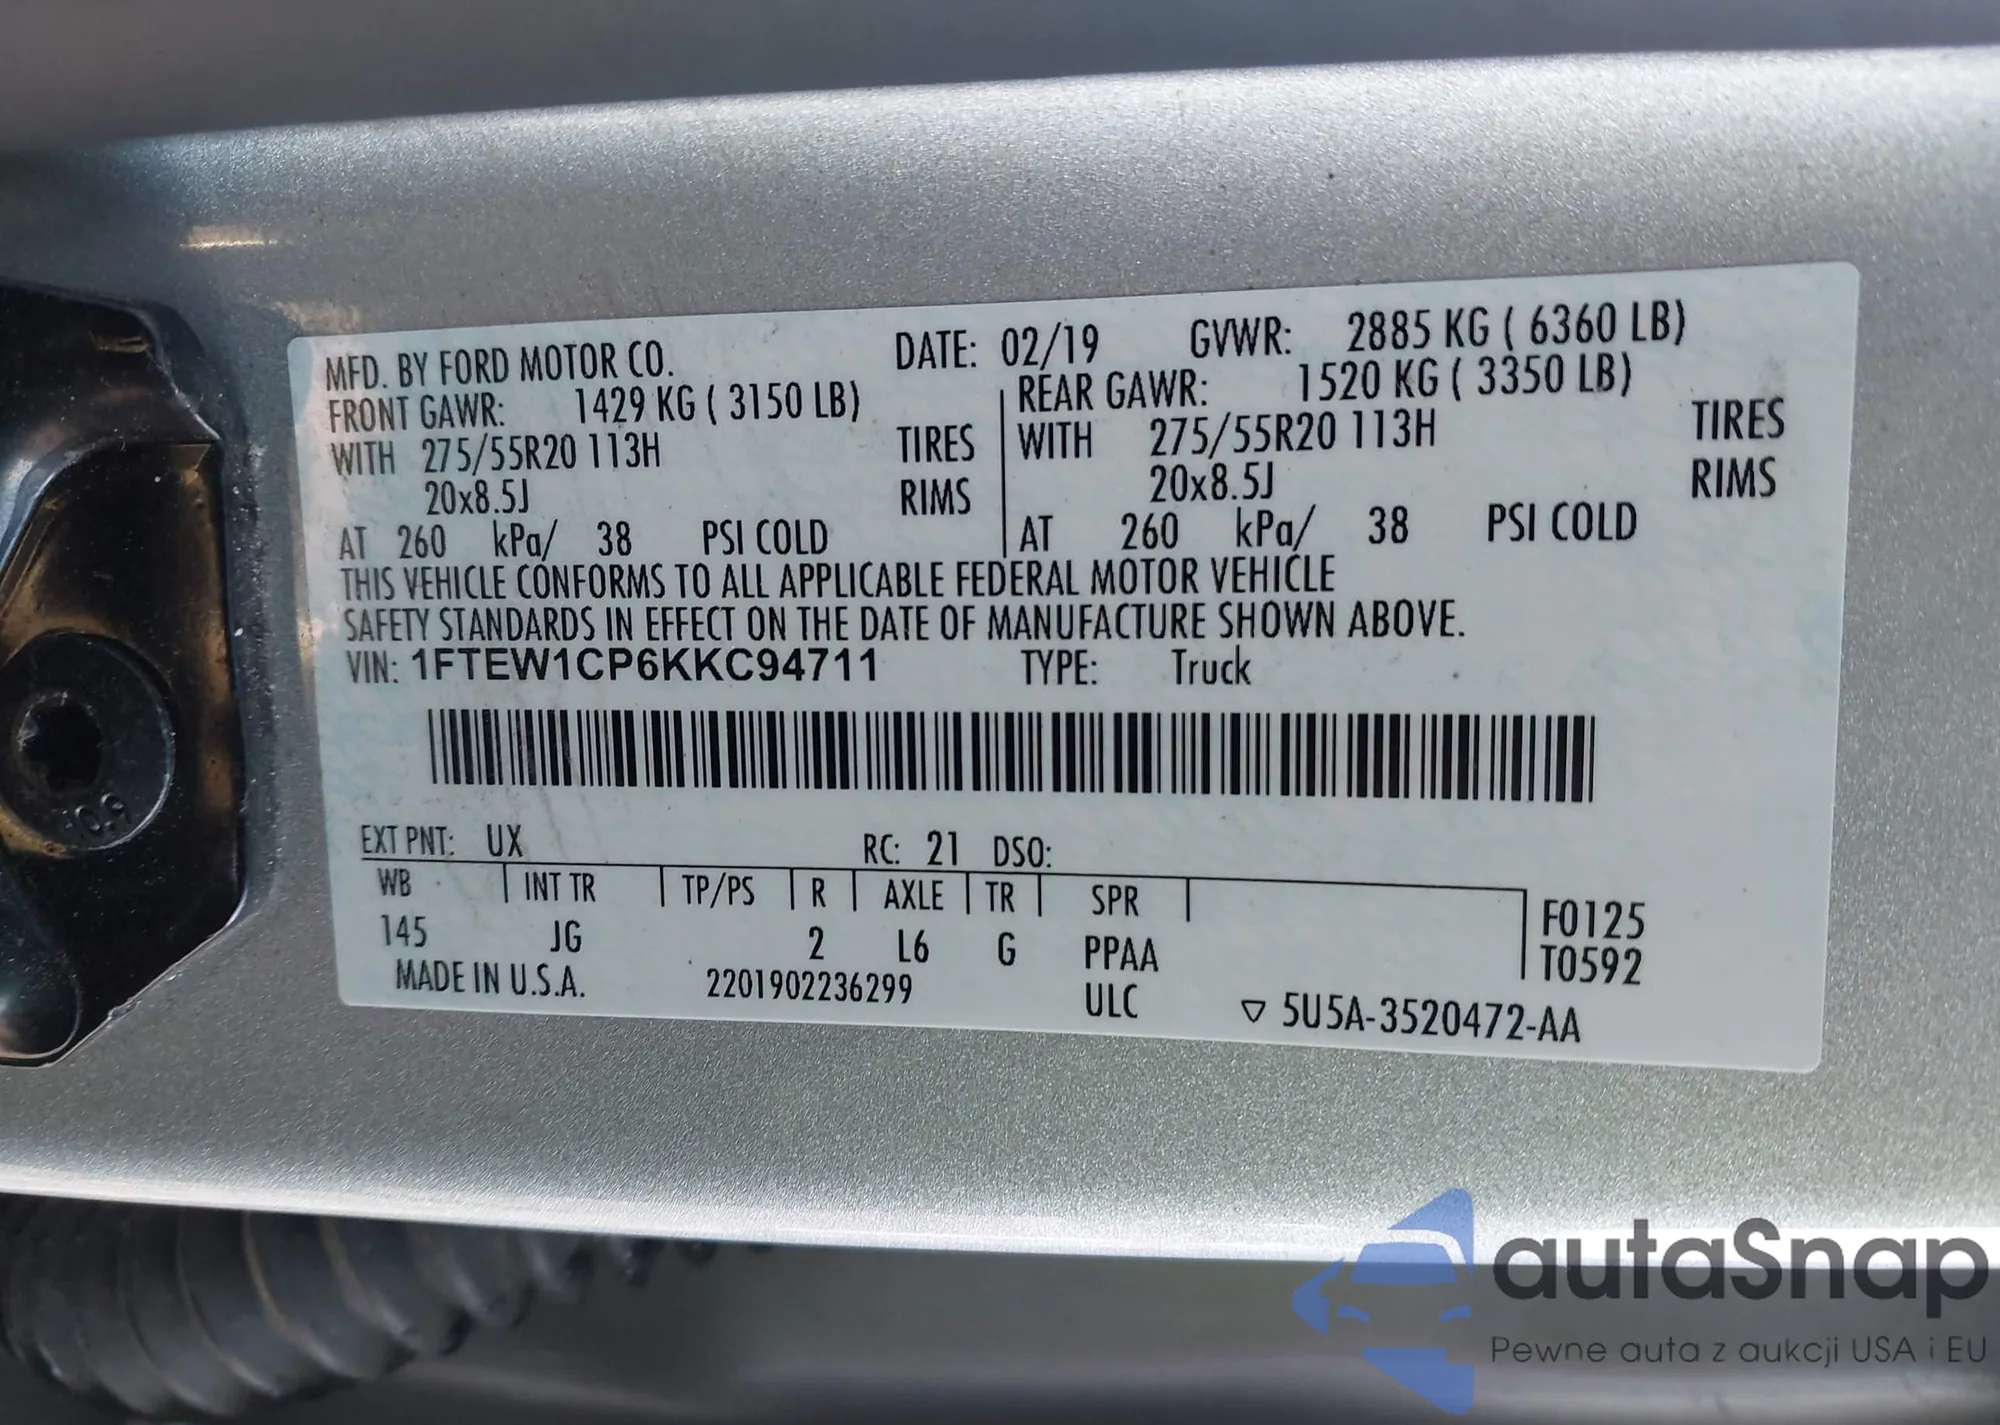 MFD. BY FORD MOTOR CO. DATE: 02/19 GVWR: 2885 KG ( 6360 LB)
FRONT GAWR: 1429 KG ( 3150 LB) REAR GAWR: 1520 KG ( 3350 LB)
WITH 275/55R20 113H TIRES WITH 275/55R20 113H TIRES
20x8.5J RIMS 20x8.5J RIMS
AT 260 kPa/ 38 PSI COLD AT 260 kPa/ 38 PSI COLD
THIS VEHICLE CONFORMS TO ALL APPLICABLE FEDERAL MOTOR VEHICLE
SAFETY STANDARDS IN EFFECT ON THE DATE OF MANUFACTURE SHOWN ABOVE.
VIN: 1FTEW1CP6KKC94711 TYPE: Truck
EXT PNT: UX RC: 21 DSO:
WB INT TR TP/PS R AXLE TR SPR
145 JG 2 L6 G PPAA
F0125
T0592
MADE IN U.S.A. 2201902236299 ULC ▽ 5U5A-3520472-AA
10.9
autaSnap
Pewne auta z aukcji USA i EU